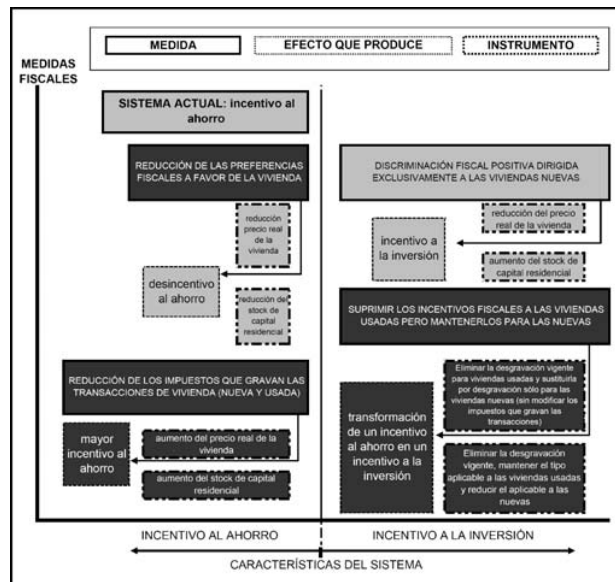 MEDIDA
EFECTO QUE PRODUCE
INSTRUMENTO
MEDIDAS
FISCALES
SISTEMA ACTUAL: incentivo al
ahorro
REDUCCIÓN DE LAS PREFERENCIAS
FISCALES A FAVOR DE LA VIVIENDA
reducción
precio real
de la
vivienda
desincentivo
al ahorro
reducción del
stock de
capital
residencial
REDUCCIÓN DE LOS IMPUESTOS QUE GRAVAN LAS
TRANSACCIONES DE VIVIENDA (NUEVA Y USADA)
mayor
incentivo al
ahorro
aumento del precio real de la
vivienda
aumento del stock de capital
residencial
DISCRIMINACIÓN FISCAL POSITIVA DIRIGIDA
EXCLUSIVAMENTE A LAS VIVIENDAS NUEVAS
reducción del precio
real de la vivienda
incentivo a
la inversión
aumento del stock de
capital residencial
SUPRIMIR LOS INCENTIVOS FISCALES A LAS VIVIENDAS
USADAS PERO MANTENERLOS PARA LAS NUEVAS
Eliminar la desgravación vigente
para viviendas usadas y sustituirla
por desgravación sólo para las
viviendas nuevas (sin modificar los
impuestos que gravan las
transacciones)
transformación
de un incentivo
al ahorro en un
incentivo a la
inversión
Eliminar la desgravación
vigente, mantener el tipo
aplicable a las viviendas usadas
y reducir el aplicable a las
nuevas
INCENTIVO AL AHORRO
INCENTIVO A LA INVERSIÓN
CARACTERÍSTICAS DEL SISTEMA